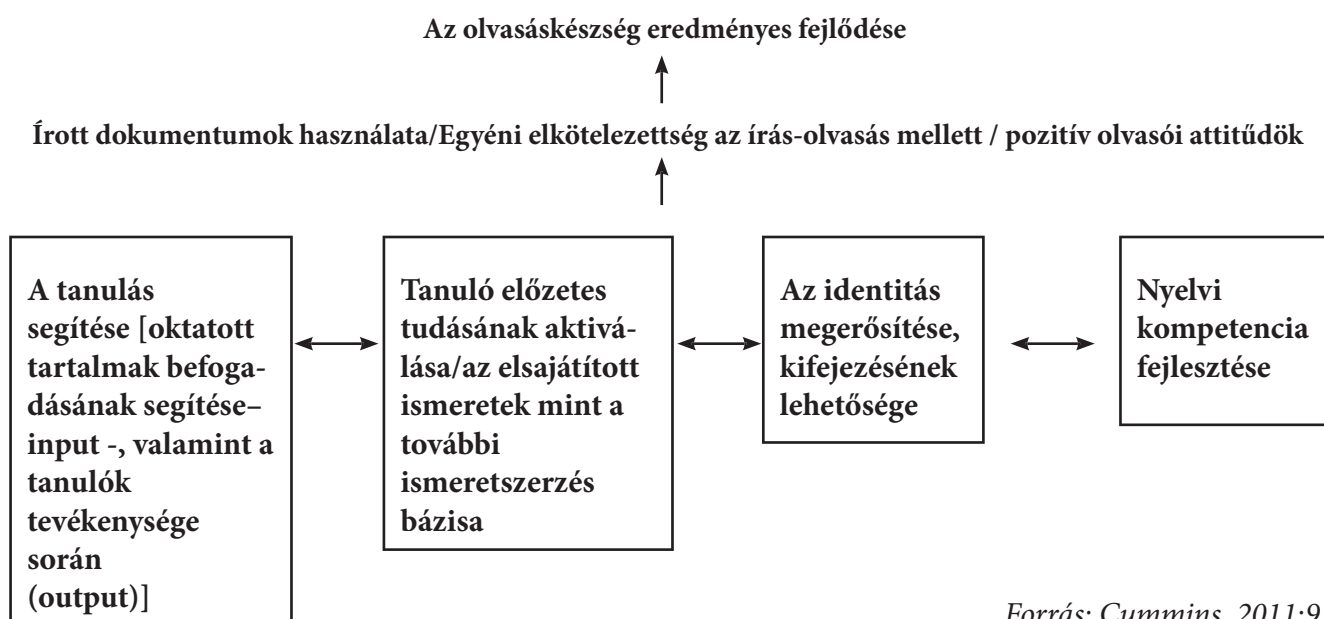 Az olvasáskészség eredményes fejlődése
Írott dokumentumok használata/Egyéni elkötelezettség az írás-olvasás mellett / pozitív olvasói attitűdök
A tanulás
segítése [oktatott
tartalmak befoga-
dásának segítése–
input -, valamint a
tanulók
tevékenysége
során
(output)]
Tanuló előzetes
tudásának aktivá-
lása/az elsajátított
ismeretek mint a
további
ismeretszerzés
bázisa
Az identitás
megerősítése,
kifejezésének
lehetősége
Nyelvi
kompetencia
fejlesztése
Forrás: Cummins, 2011:9